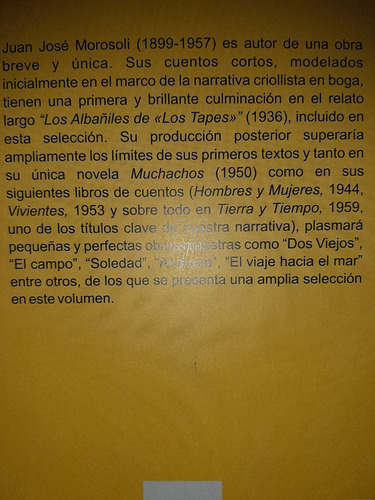 Juan José Morosoli (1899-1957) es autor de una obra
breve y única. Sus cuentos cortos, modelados
inicialmente en el marco de la narrativa criollista en boga,
tienen una primera y brillante culminación en el relato
largo “Los Albañiles de «Los Tapes»” (1936), incluido en
esta selección. Su producción posterior superaría
ampliamente los límites de sus primeros textos y tanto en
su única novela Muchachos (1950) como en sus
siguientes libros de cuentos (Hombres y Mujeres, 1944,
Vivientes, 1953 y sobre todo en Tierra y Tiempo, 1959,
uno de los títulos clave de nuestra narrativa), plasmará
pequeñas y perfectas obras maestras como “Dos Viejos”,
“El campo”, “Soledad”, “El viaje hacia el mar”
entre otros, de los que se presenta una amplia selección
en este volumen.